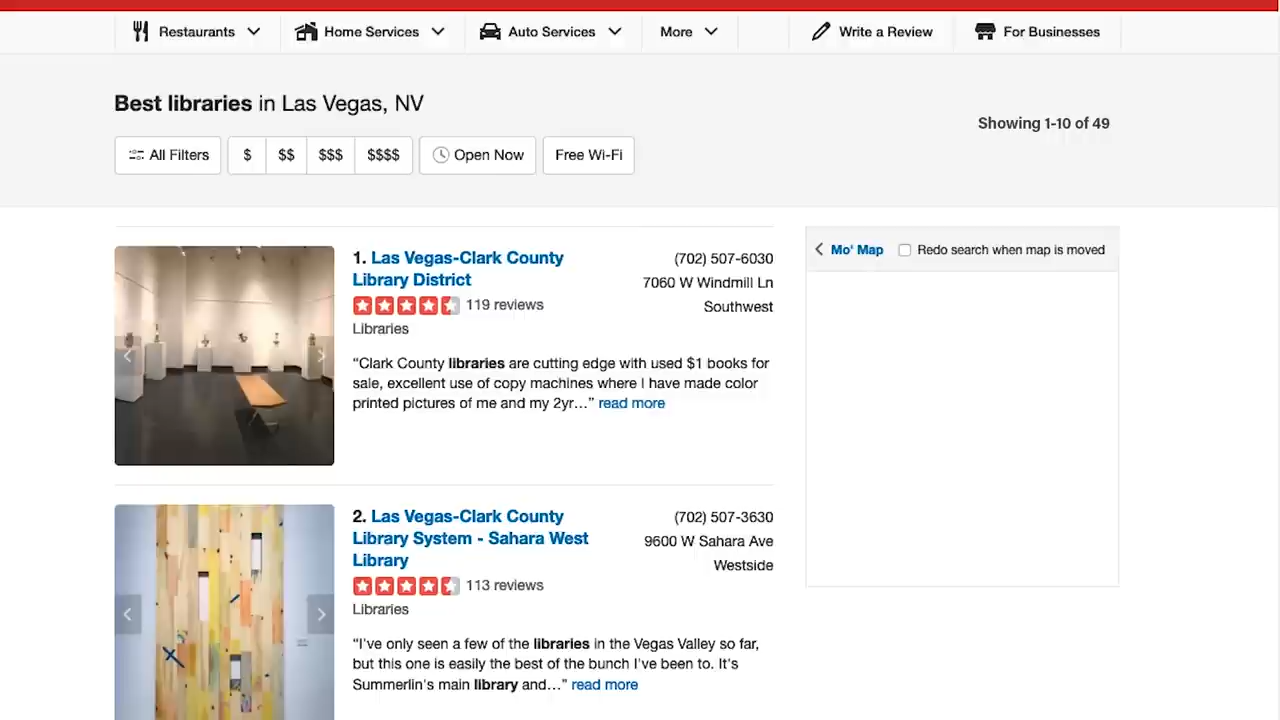 Restaurants
Home Services
Auto Services
More
Write a Review
For Businesses
Best libraries in Las Vegas, NV
Showing 1-10 of 49
All Filters
$
$$
$$$
$$$$
Open Now
Free Wi-Fi
1. Las Vegas-Clark County
Library District
119 reviews
Libraries
(702) 507-6030
7060 W Windmill Ln
Southwest
“Clark County libraries are cutting edge with used $1 books for
sale, excellent use of copy machines where I have made color
printed pictures of me and my 2yr…” read more
Mo' Map
Redo search when map is moved
2. Las Vegas-Clark County
Library System - Sahara West
Library
113 reviews
Libraries
(702) 507-3630
9600 W Sahara Ave
Westside
“I've only seen a few of the libraries in the Vegas Valley so far,
but this one is easily the best of the bunch I've been to. It's
Summerlin's main library and…” read more